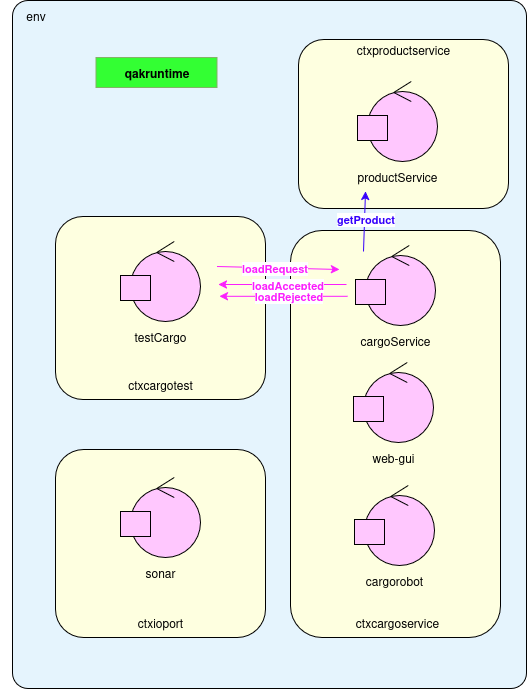 env
qakruntime
ctxproductservice
productService
getProduct
loadRequest
loadAccepted
loadRejected
testCargo
ctxcargotest
cargoService
web-gui
sonar
ctxioport
cargorobot
ctxcargoservice